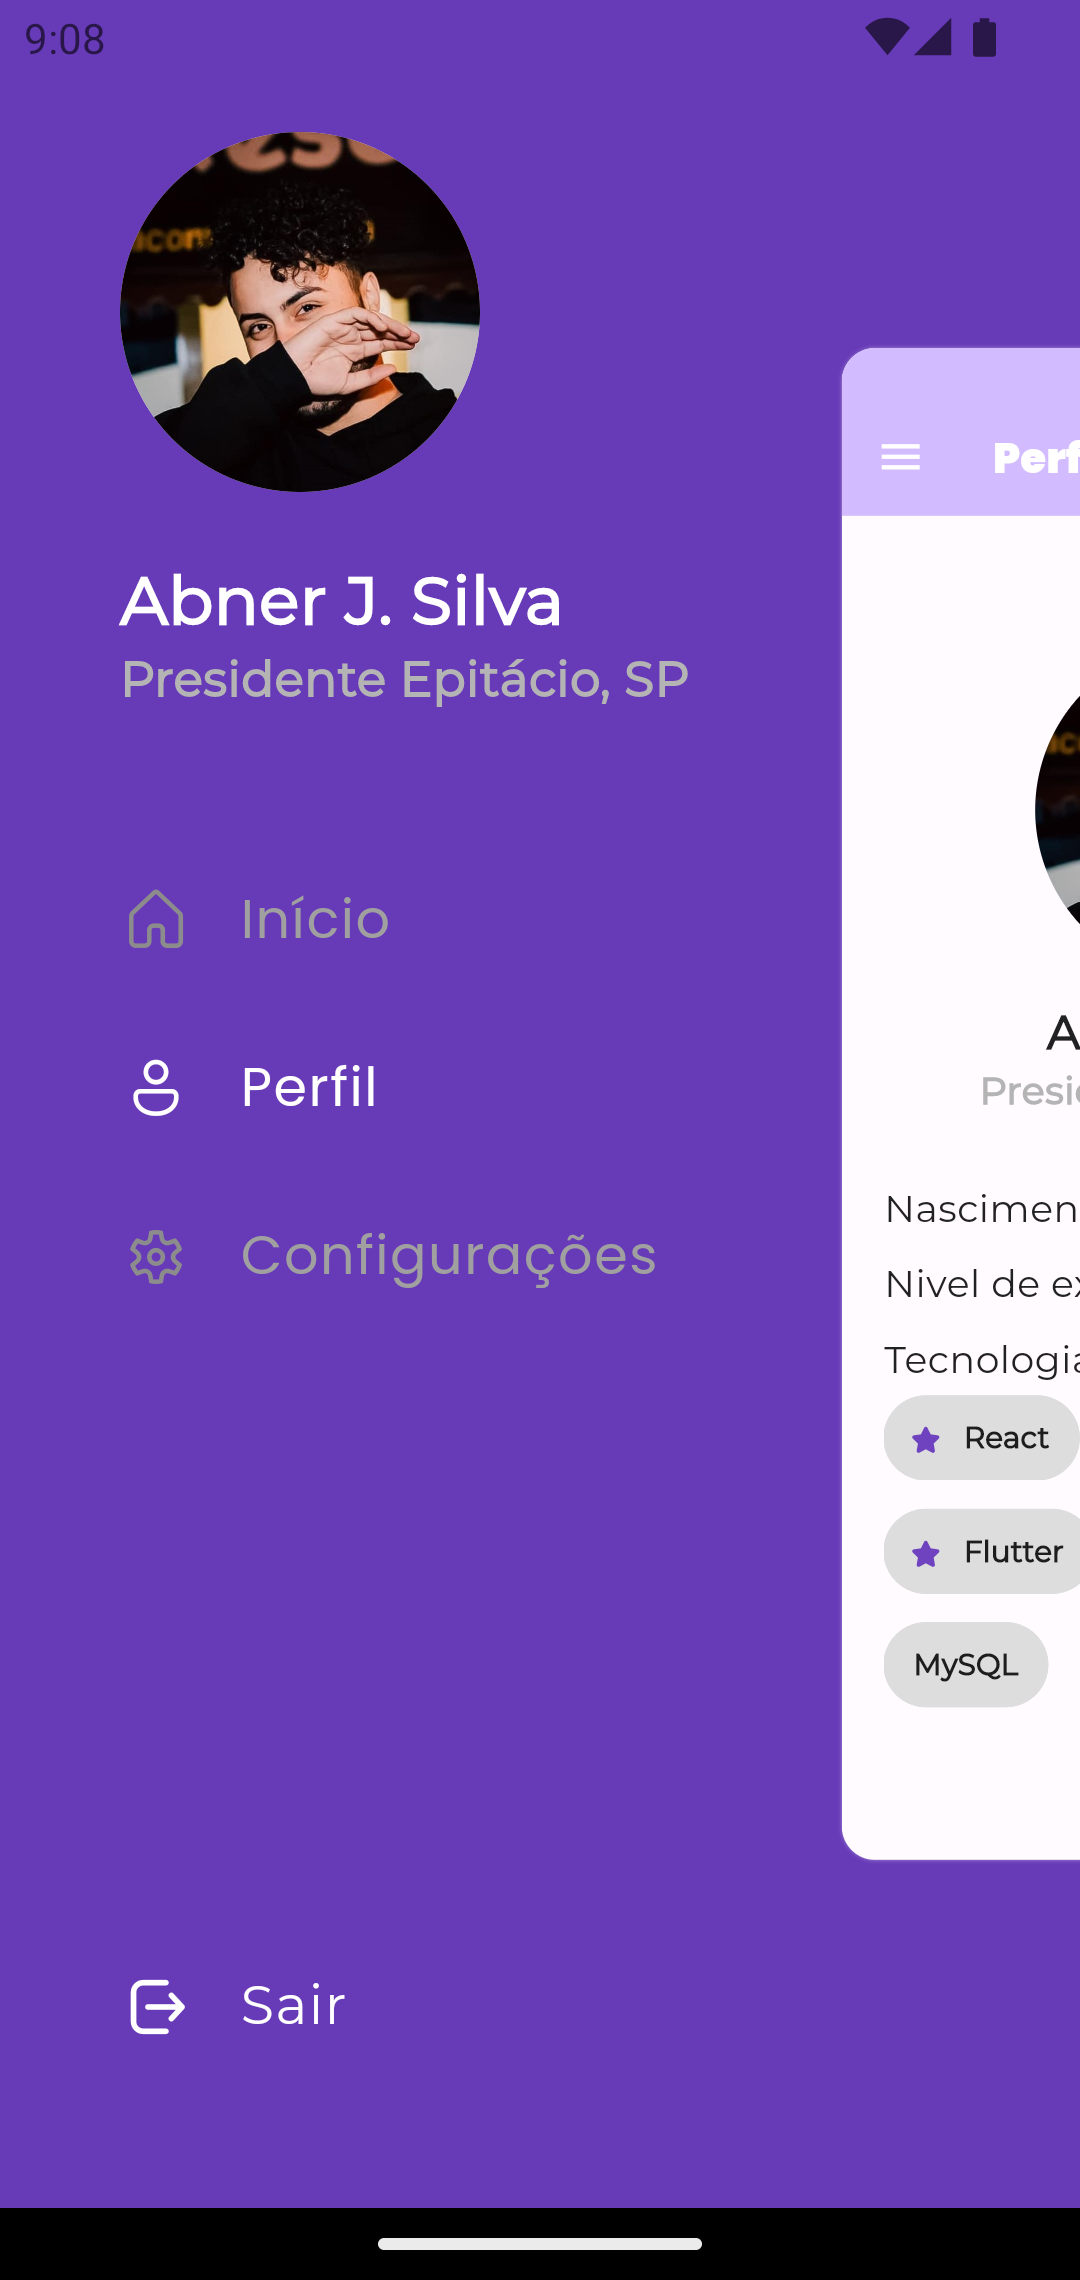 9:08
Abner J. Silva
Presidente Epitácio, SP
Início
Perfil
Configurações
Sair
Perf
A
Presid
Nascimen
Nivel de ex
Tecnologia
React
Flutter
MySQL